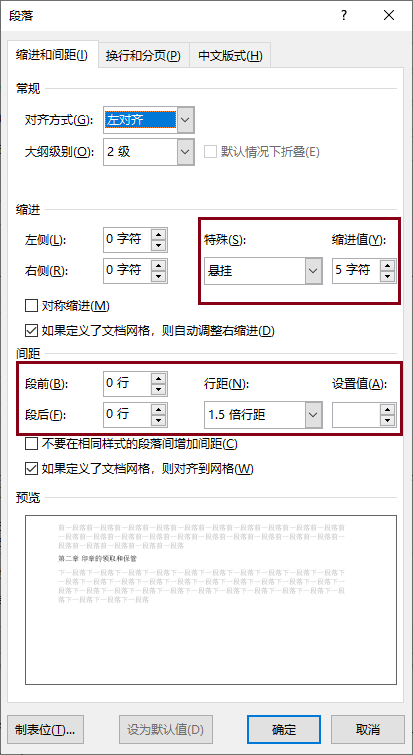 段落
缩进和间距(I) 换行和分页(P) 中文版式(H)
常规
对齐方式(G): 左对齐
大纲级别(O): 2 级 默认情况下折叠(E)
缩进
左侧(L): 0 字符 特殊(S): 缩进值(Y):
右侧(R): 0 字符 悬挂 5 字符
对称缩进(M)
如果定义了文档网格，则自动调整右缩进(D)
间距
段前(B): 0 行 行距(N): 设置值(A):
段后(F): 0 行 1.5 倍行距
不要在相同样式的段落间增加间距(C)
如果定义了文档网格，则对齐到网格(W)
预览
前一段落前一段落前一段落前一段落前一段落前一段落前一段落前一段落前一段落
前一段落前一段落前一段落前一段落前一段落前一段落前一段落前一段落前一段落
前一段落前一段落前一段落前一段落
第二章 印章的领取和保管
下一段落下一段落下一段落下一段落下一段落下一段落下一段落下一段落
下一段落下一段落下一段落下一段落下一段落下一段落下一段落下一段落
下一段落下一段落下一段落下一段落下一段落下一段落下一段落下一段落
下一段落下一段落下一段落
制表位(T)... 设为默认值(D) 确定 取消